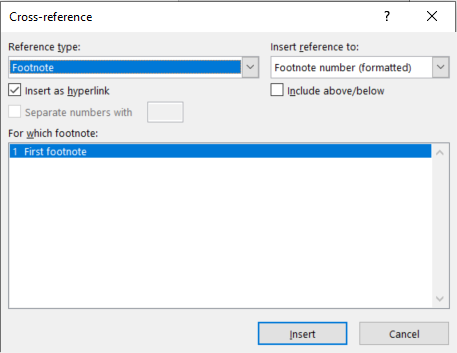 Cross-reference ? ×
Reference type: Insert reference to:
Footnote Footnote number (formatted)
Insert as hyperlink Include above/below
Separate numbers with
For which footnote:
1 First footnote
Insert Cancel